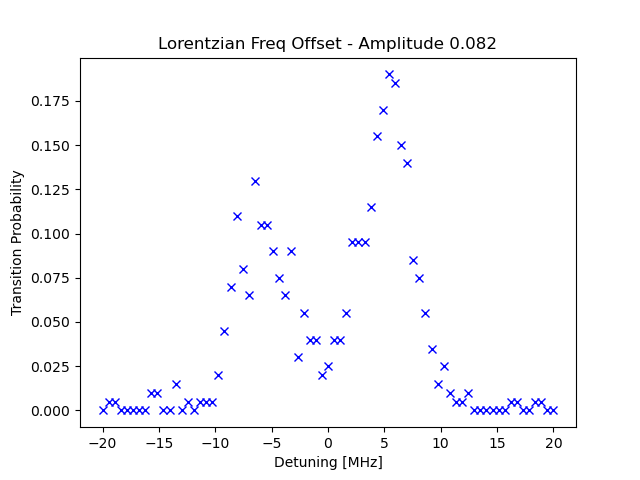 Lorentzian Freq Offset - Amplitude 0.082
Transition Probability
0.175
0.150
0.125
0.100
0.075
0.050
0.025
0.000
−20 −15 −10 −5 0 5 10 15 20
Detuning [MHz]